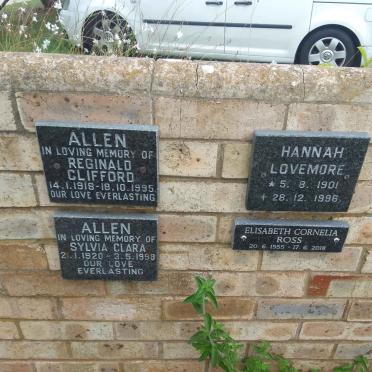 ALLEN
IN LOVING MEMORY OF
REGINALD
CLIFFORD
14.1.1918-18.10.1995
OUR LOVE EVERLASTING
ALLEN
IN LOVING MEMORY OF
SYLVIA CLARA
21.1.1920 - 3.5.1998
OUR LOVE
EVERLASTING
HANNAH
LOVEMORE
* 5. 8. 1901
+ 28. 12. 1996
ELISABETH CORNELIA
ROSS
20. 6. 1955 - 17. 6. 2018